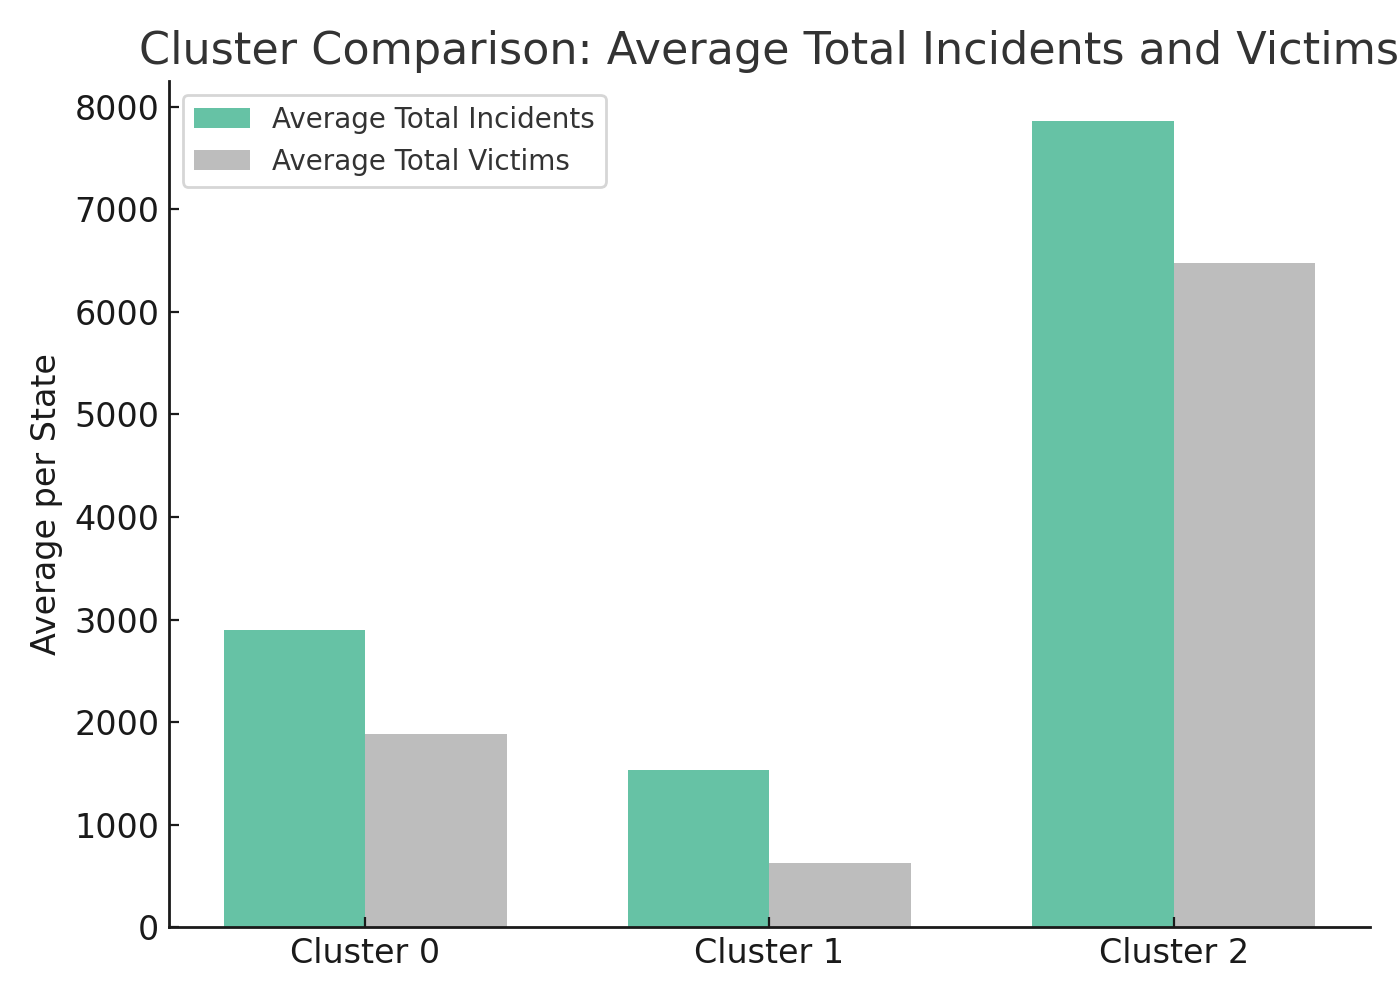 Cluster Comparison: Average Total Incidents and Victims
Average Total Incidents
Average Total Victims
8000
7000
6000
5000
4000
3000
2000
1000
0
Average per State
Cluster 0
Cluster 1
Cluster 2